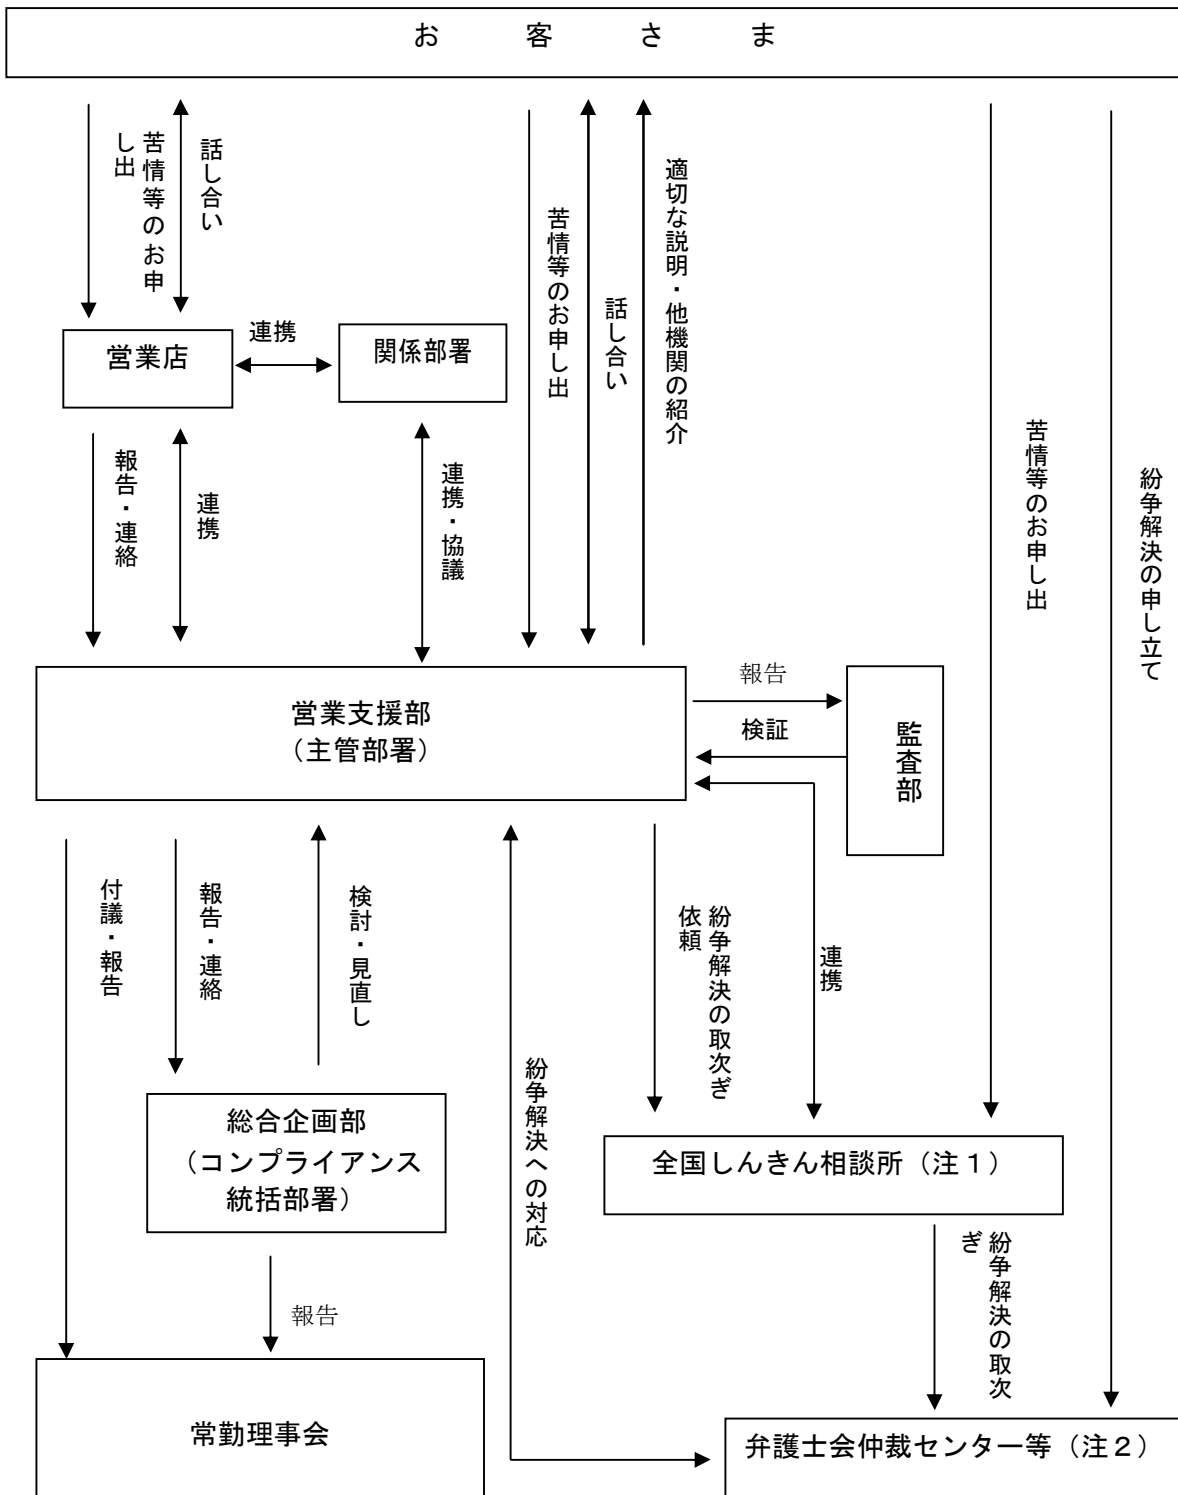 お客さま
苦情等のお申
し出
話し合い
苦情等のお申し出
話し合い
適切な説明・他機関の紹介
苦情等のお申し出
紛争解決の申し立て
営業店
連携
関係部署
報告・連絡
連携
連携・協議
営業支援部
（主管部署）
報告
検証
監査部
付議・報告
報告・連絡
検討・見直し
紛争解決への対応
紛争解決の取次ぎ
依頼
連携
総合企画部
（コンプライアンス
統括部署）
全国しんきん相談所（注１）
報告
紛争解決の取次
ぎ
常勤理事会
弁護士会仲裁センター等（注２）